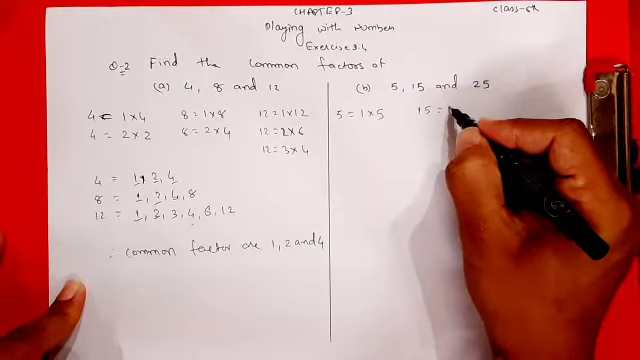 CHAPTER-3
class-6th
Playing with Numbers
Exercise 3.4
Q-2 Find the common factors of
(a) 4, 8 and 12
4 = 1×4 8 = 1×8 12 = 1×12
4 = 2×2 8 = 2×4 12 = 2×6
12 = 3×4
4 = 1, 2, 4
8 = 1, 2, 4, 8
12 = 1, 2, 3, 4, 6, 12
∴ common factor are 1, 2 and 4
(b) 5, 15 and 25
5 = 1×5 15 =